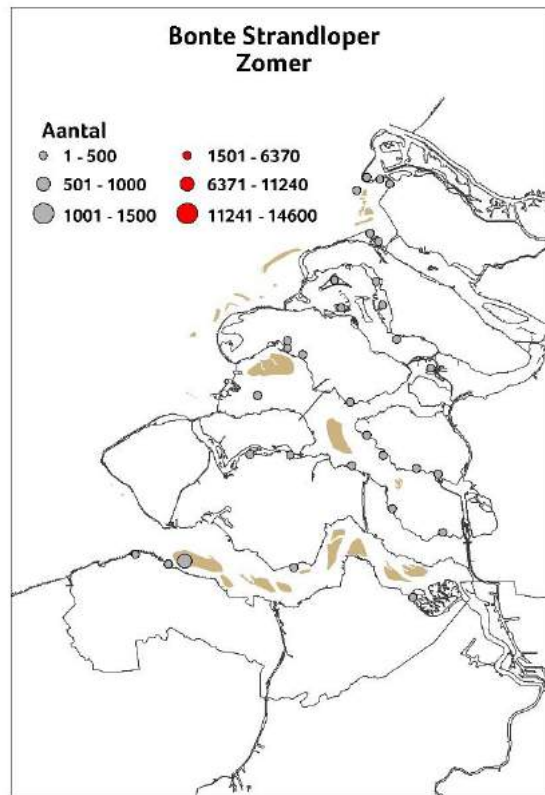 Bonte Strandloper
Zomer
Aantal
1 - 500
501 - 1000
1001 - 1500
1501 - 6370
6371 - 11240
11241 - 14600